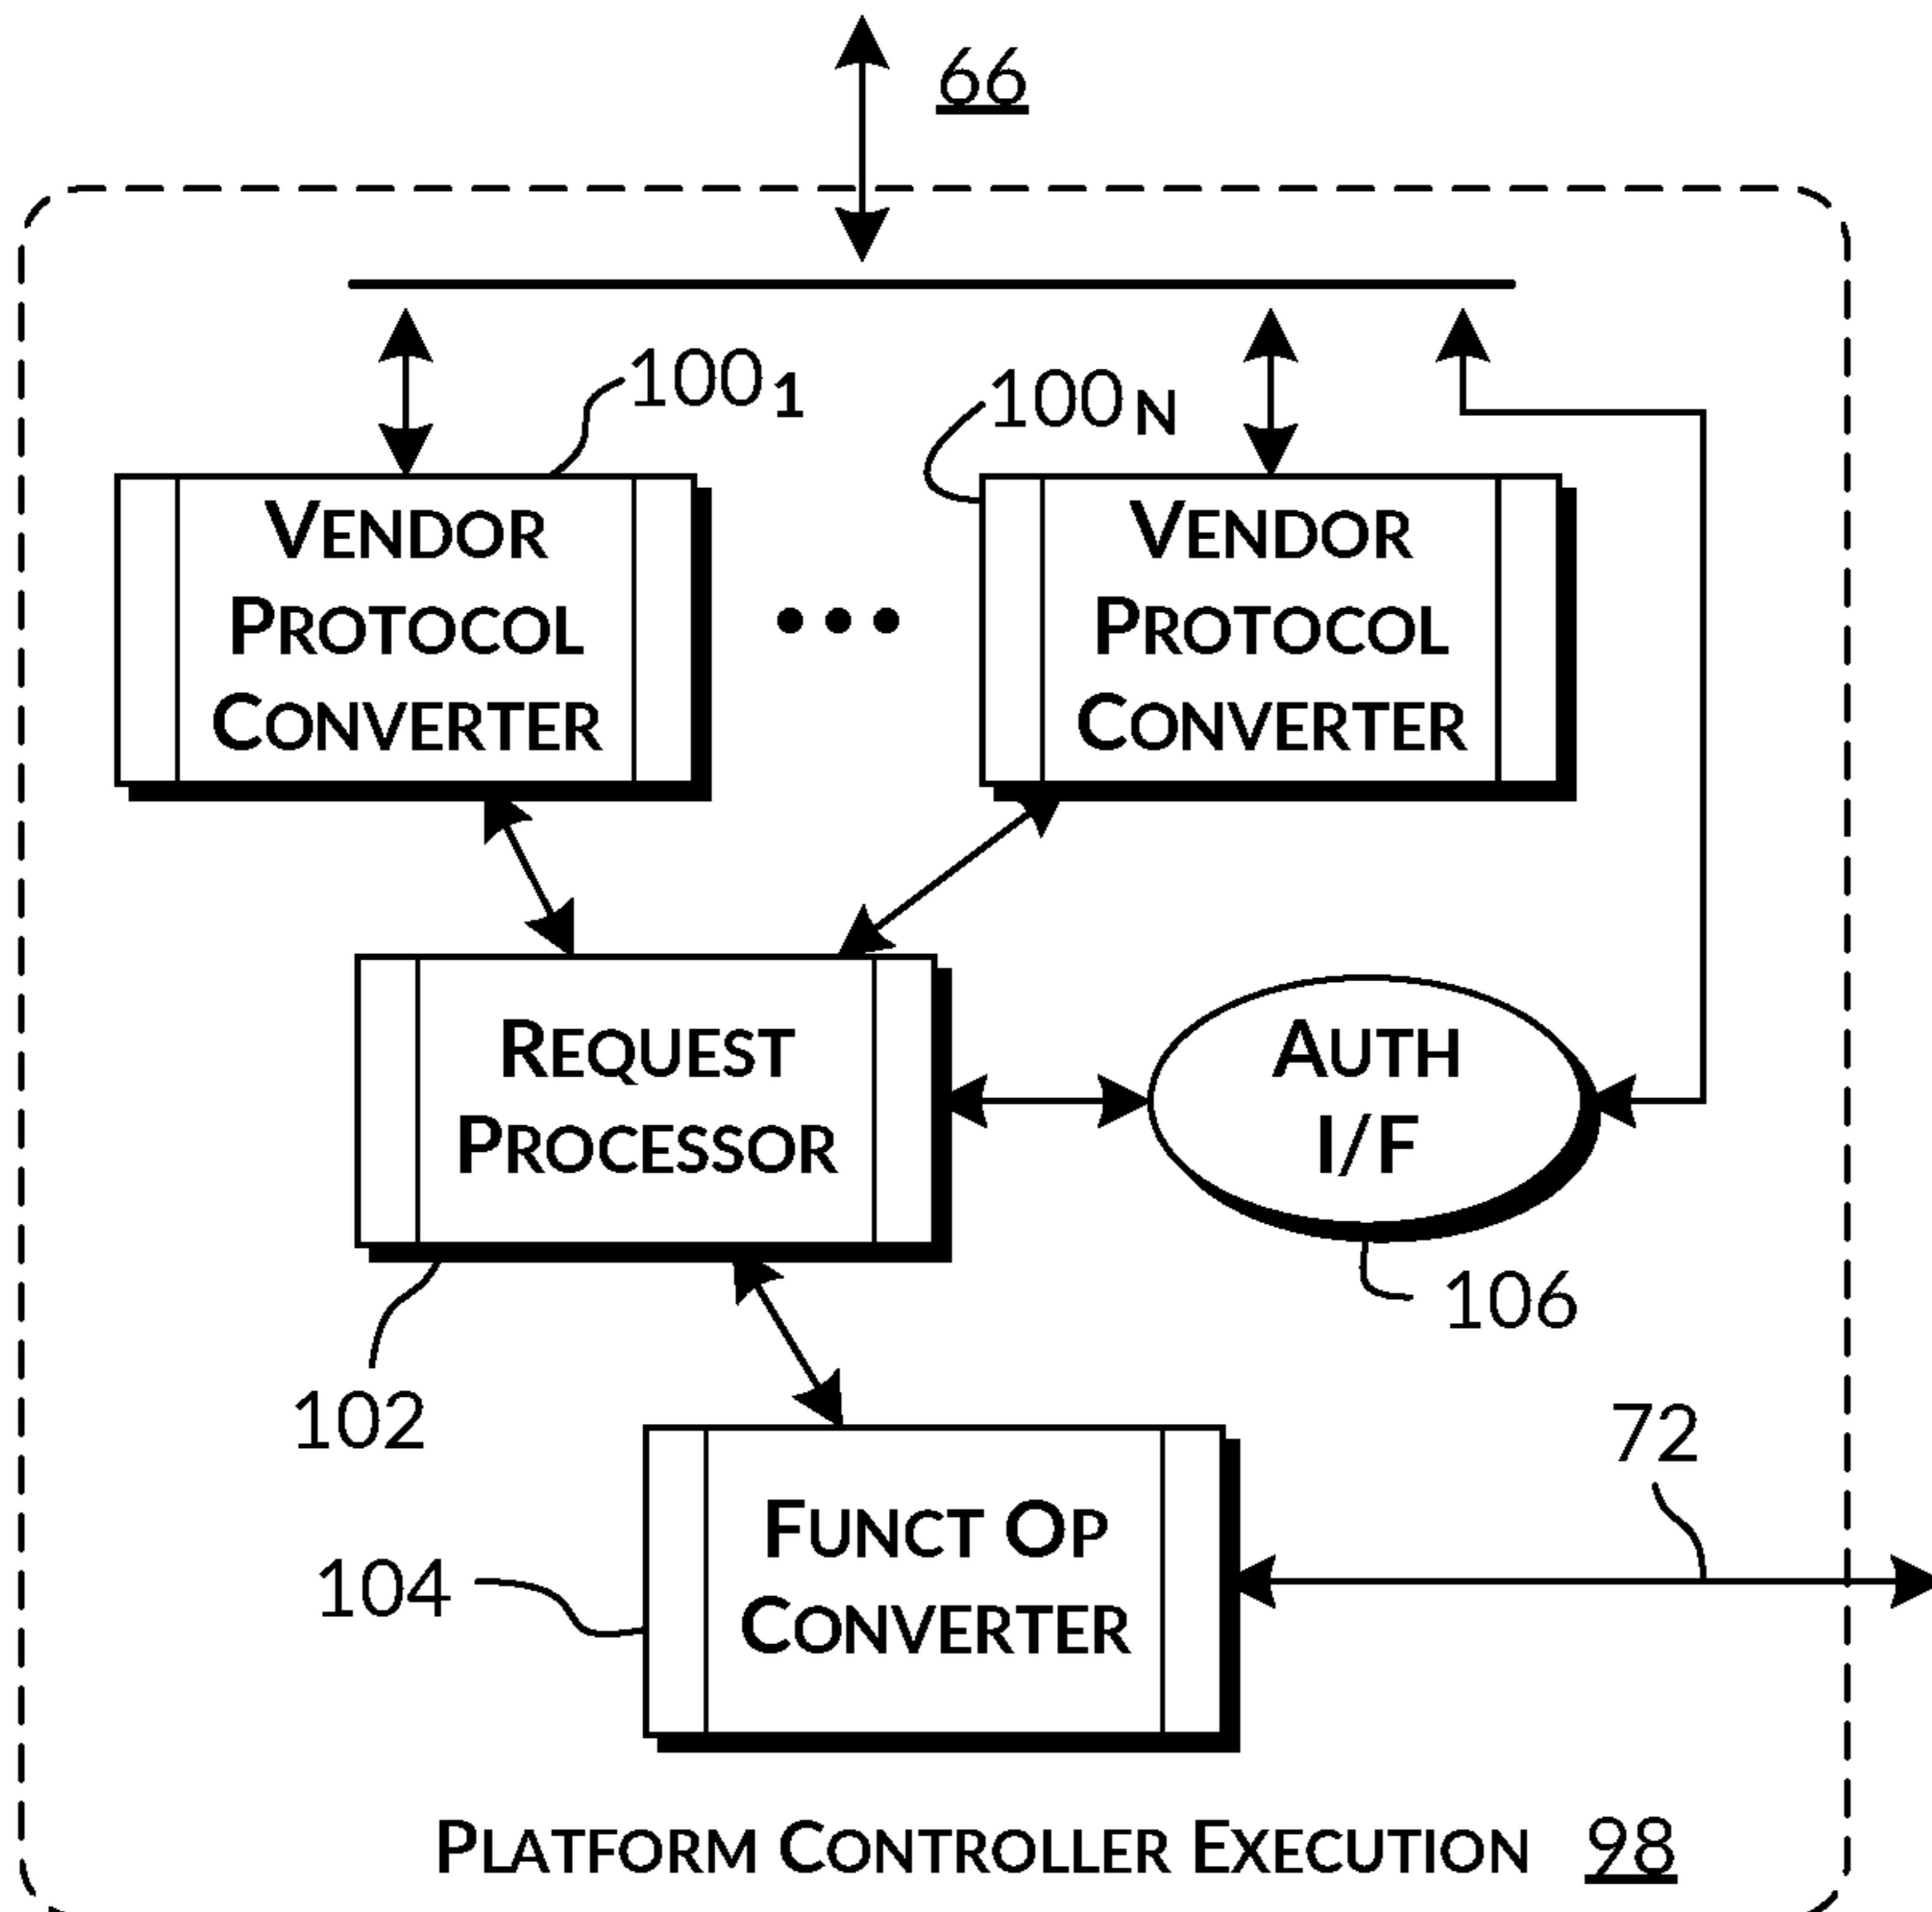 66
100₁
100N
VENDOR
PROTOCOL
CONVERTER
VENDOR
PROTOCOL
CONVERTER
REQUEST
PROCESSOR
AUTH
I/F
106
102
72
FUNCT OP
CONVERTER
104
PLATFORM CONTROLLER EXECUTION 98